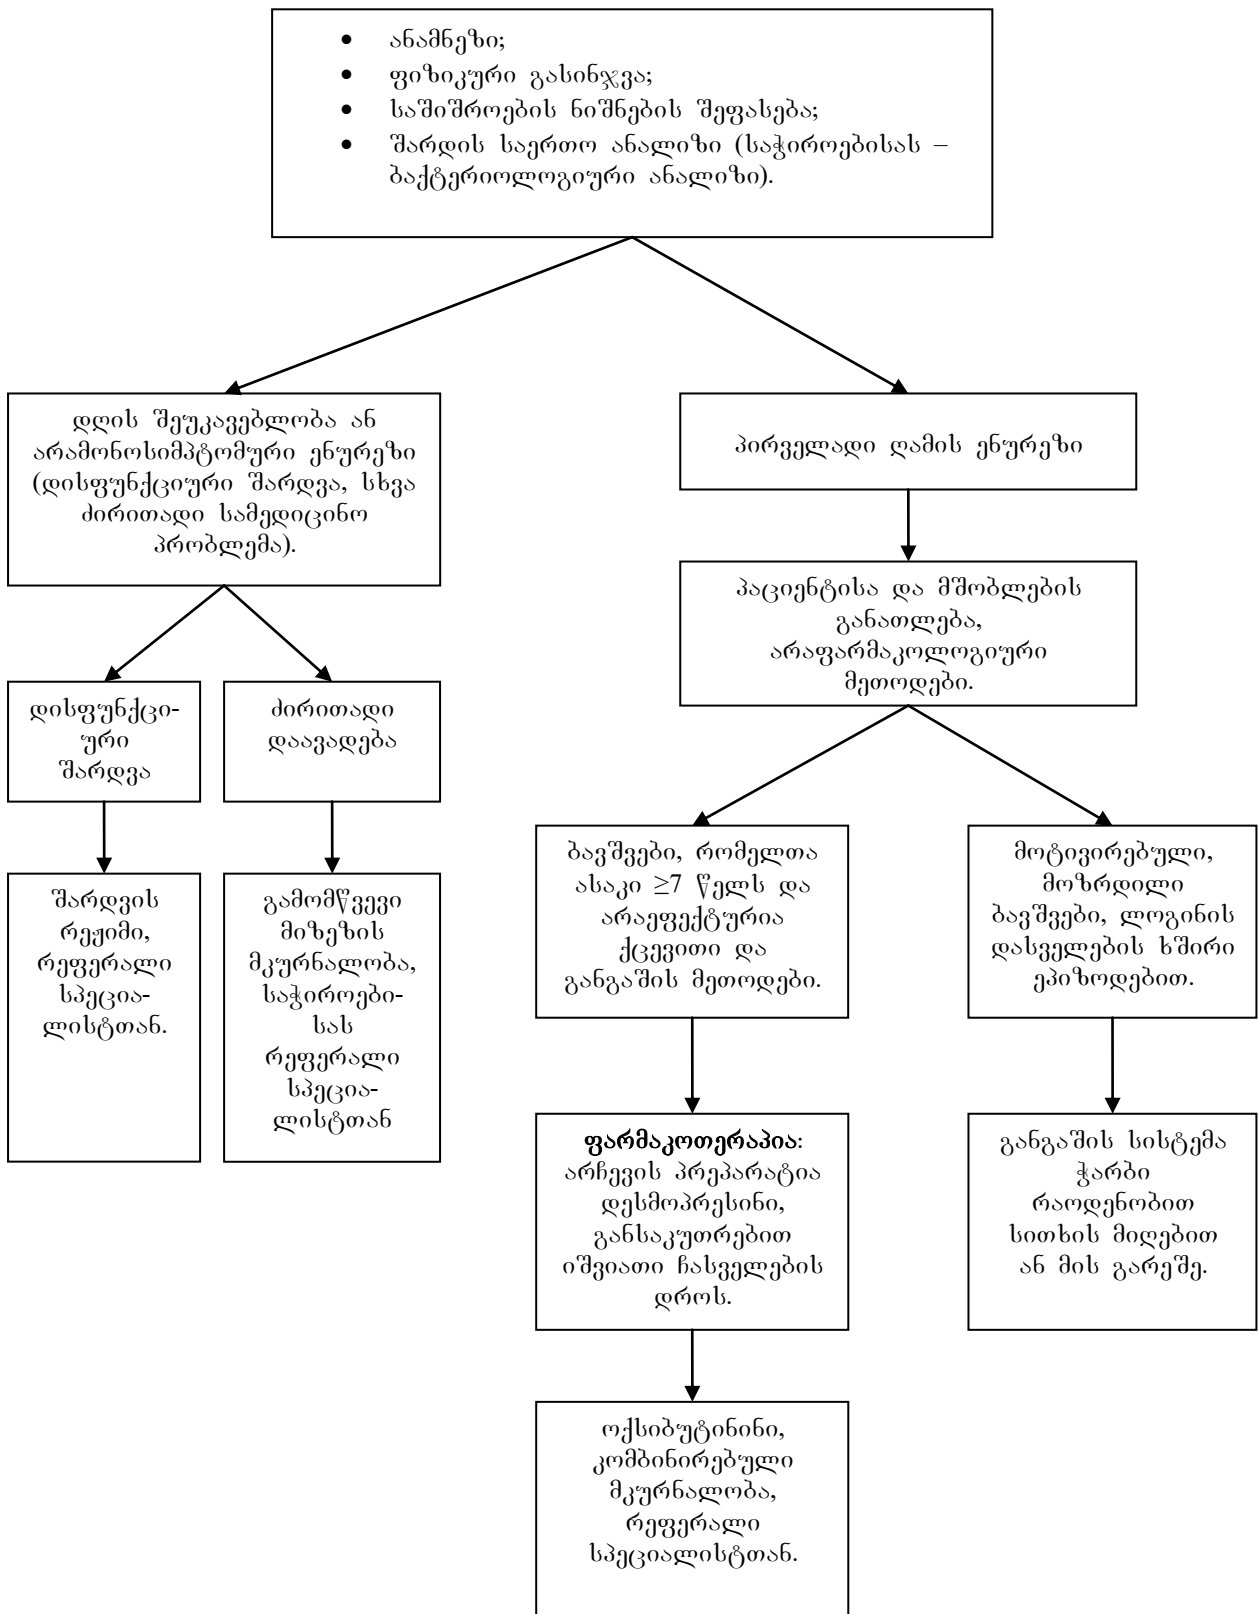 • ანამნეზი;
• ფიზიკური გასინჯვა;
• საშიშროების ნიშნების შეფასება;
• შარდის საერთო ანალიზი (საჭიროებისას –
ბაქტერიოლოგიური ანალიზი).
დღის შეუკავებლობა ან
არამონოსიმპტომური ენურეზი
(დისფუნქციური შარდვა, სხვა
ძირითადი სამედიცინო
პრობლემა).
პირველადი ღამის ენურეზი
პაციენტისა და მშობლების
განათლება,
არაფარმაკოლოგიური
მეთოდები.
დისფუნქცი-
ური
შარდვა
ძირითადი
დაავადება
შარდვის
რეჟიმი,
რეფერალი
სპეცია-
ლისტთან.
გამომწვევი
მიზეზის
მკურნალობა,
საჭიროები-
სას
რეფერალი
სპეცია-
ლისტთან
ბავშვები, რომელთა
ასაკი ≥7 წელს და
არაეფექტურია
ქცევითი და
განგაშის მეთოდები.
მოტივირებული,
მოზრდილი
ბავშვები, ლოგინის
დასველების ხშირი
ეპიზოდებით.
ფარმაკოთერაპია:
არჩევის პრეპარატია
დესმოპრესინი,
განსაკუთრებით
იშვიათი ჩასველების
დროს.
განგაშის სისტემა
ჭარბი
რაოდენობით
სითხის მიღებით
ან მის გარეშე.
ოქსიბუტინინი,
კომბინირებული
მკურნალობა,
რეფერალი
სპეციალისტთან.